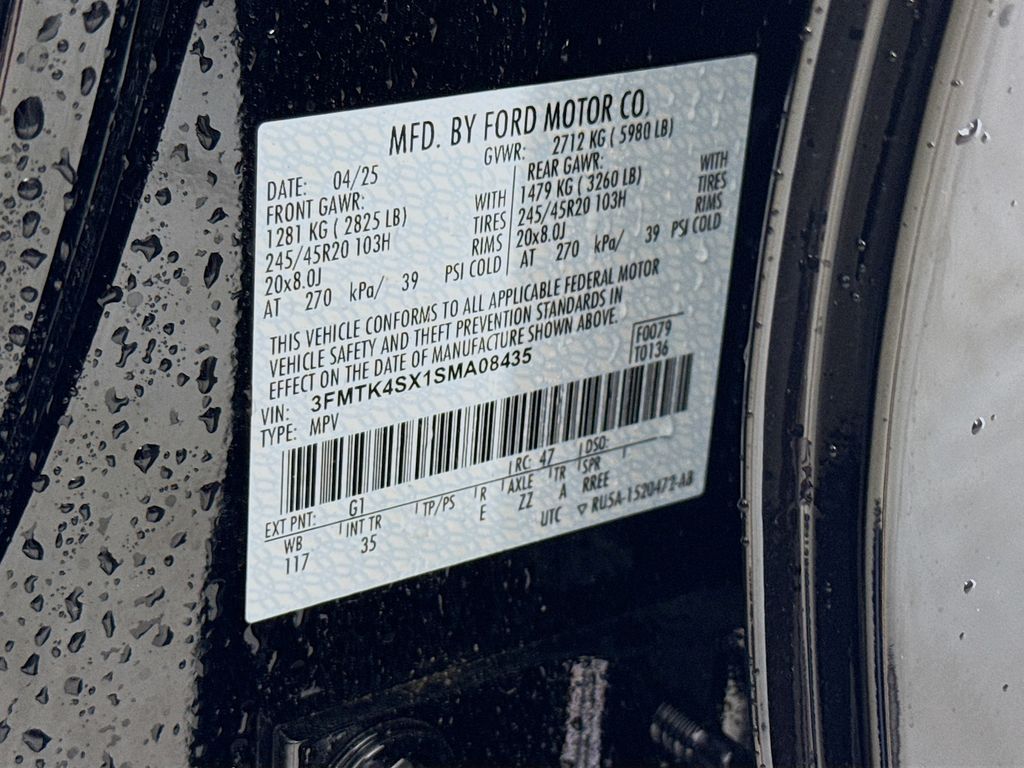 MFD. BY FORD MOTOR CO.
DATE: 04/25 GVWR: 2712 KG ( 5980 LB)
FRONT GAWR: REAR GAWR:
1281 KG ( 2825 LB) WITH 1479 KG ( 3260 LB) WITH
245/45R20 103H TIRES 245/45R20 103H TIRES
20x8.0J RIMS 20x8.0J RIMS
AT 270 kPa/ 39 PSI COLD AT 270 kPa/ 39 PSI COLD
THIS VEHICLE CONFORMS TO ALL APPLICABLE FEDERAL MOTOR
VEHICLE SAFETY AND THEFT PREVENTION STANDARDS IN
EFFECT ON THE DATE OF MANUFACTURE SHOWN ABOVE.
VIN: 3FMTK4SX1SMA08435 F0079
TYPE: MPV T0136
EXT PNT: G1 RC: 47 DSO:
WB INT TR TP/PS R AXLE TR SPR
117 35 E ZZ A RREE
UTC ▽ RU5A-1520472-AB